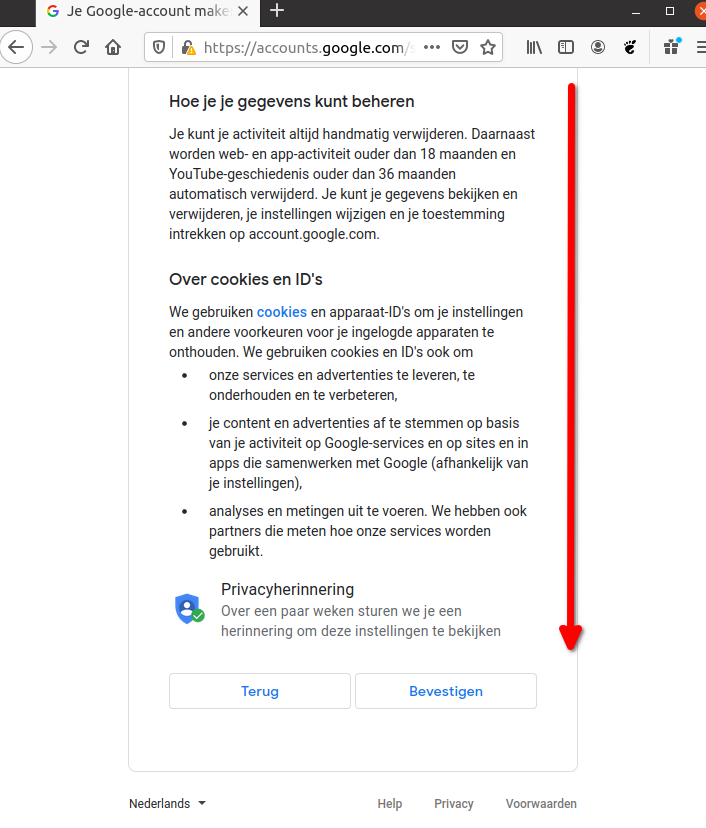 Je Google-account make
https://accounts.google.com/
Hoe je je gegevens kunt beheren
Je kunt je activiteit altijd handmatig verwijderen. Daarnaast
worden web- en app-activiteit ouder dan 18 maanden en
YouTube-geschiedenis ouder dan 36 maanden
automatisch verwijderd. Je kunt je gegevens bekijken en
verwijderen, je instellingen wijzigen en je toestemming
intrekken op account.google.com.
Over cookies en ID's
We gebruiken cookies en apparaat-ID's om je instellingen
en andere voorkeuren voor je ingelogde apparaten te
onthouden. We gebruiken cookies en ID's ook om
• onze services en advertenties te leveren, te
onderhouden en te verbeteren,
• je content en advertenties af te stemmen op basis
van je activiteit op Google-services en op sites en in
apps die samenwerken met Google (afhankelijk van
je instellingen),
• analyses en metingen uit te voeren. We hebben ook
partners die meten hoe onze services worden
gebruikt.
Privacyherinnering
Over een paar weken sturen we je een
herinnering om deze instellingen te bekijken
Terug Bevestigen
Nederlands Help Privacy Voorwaarden